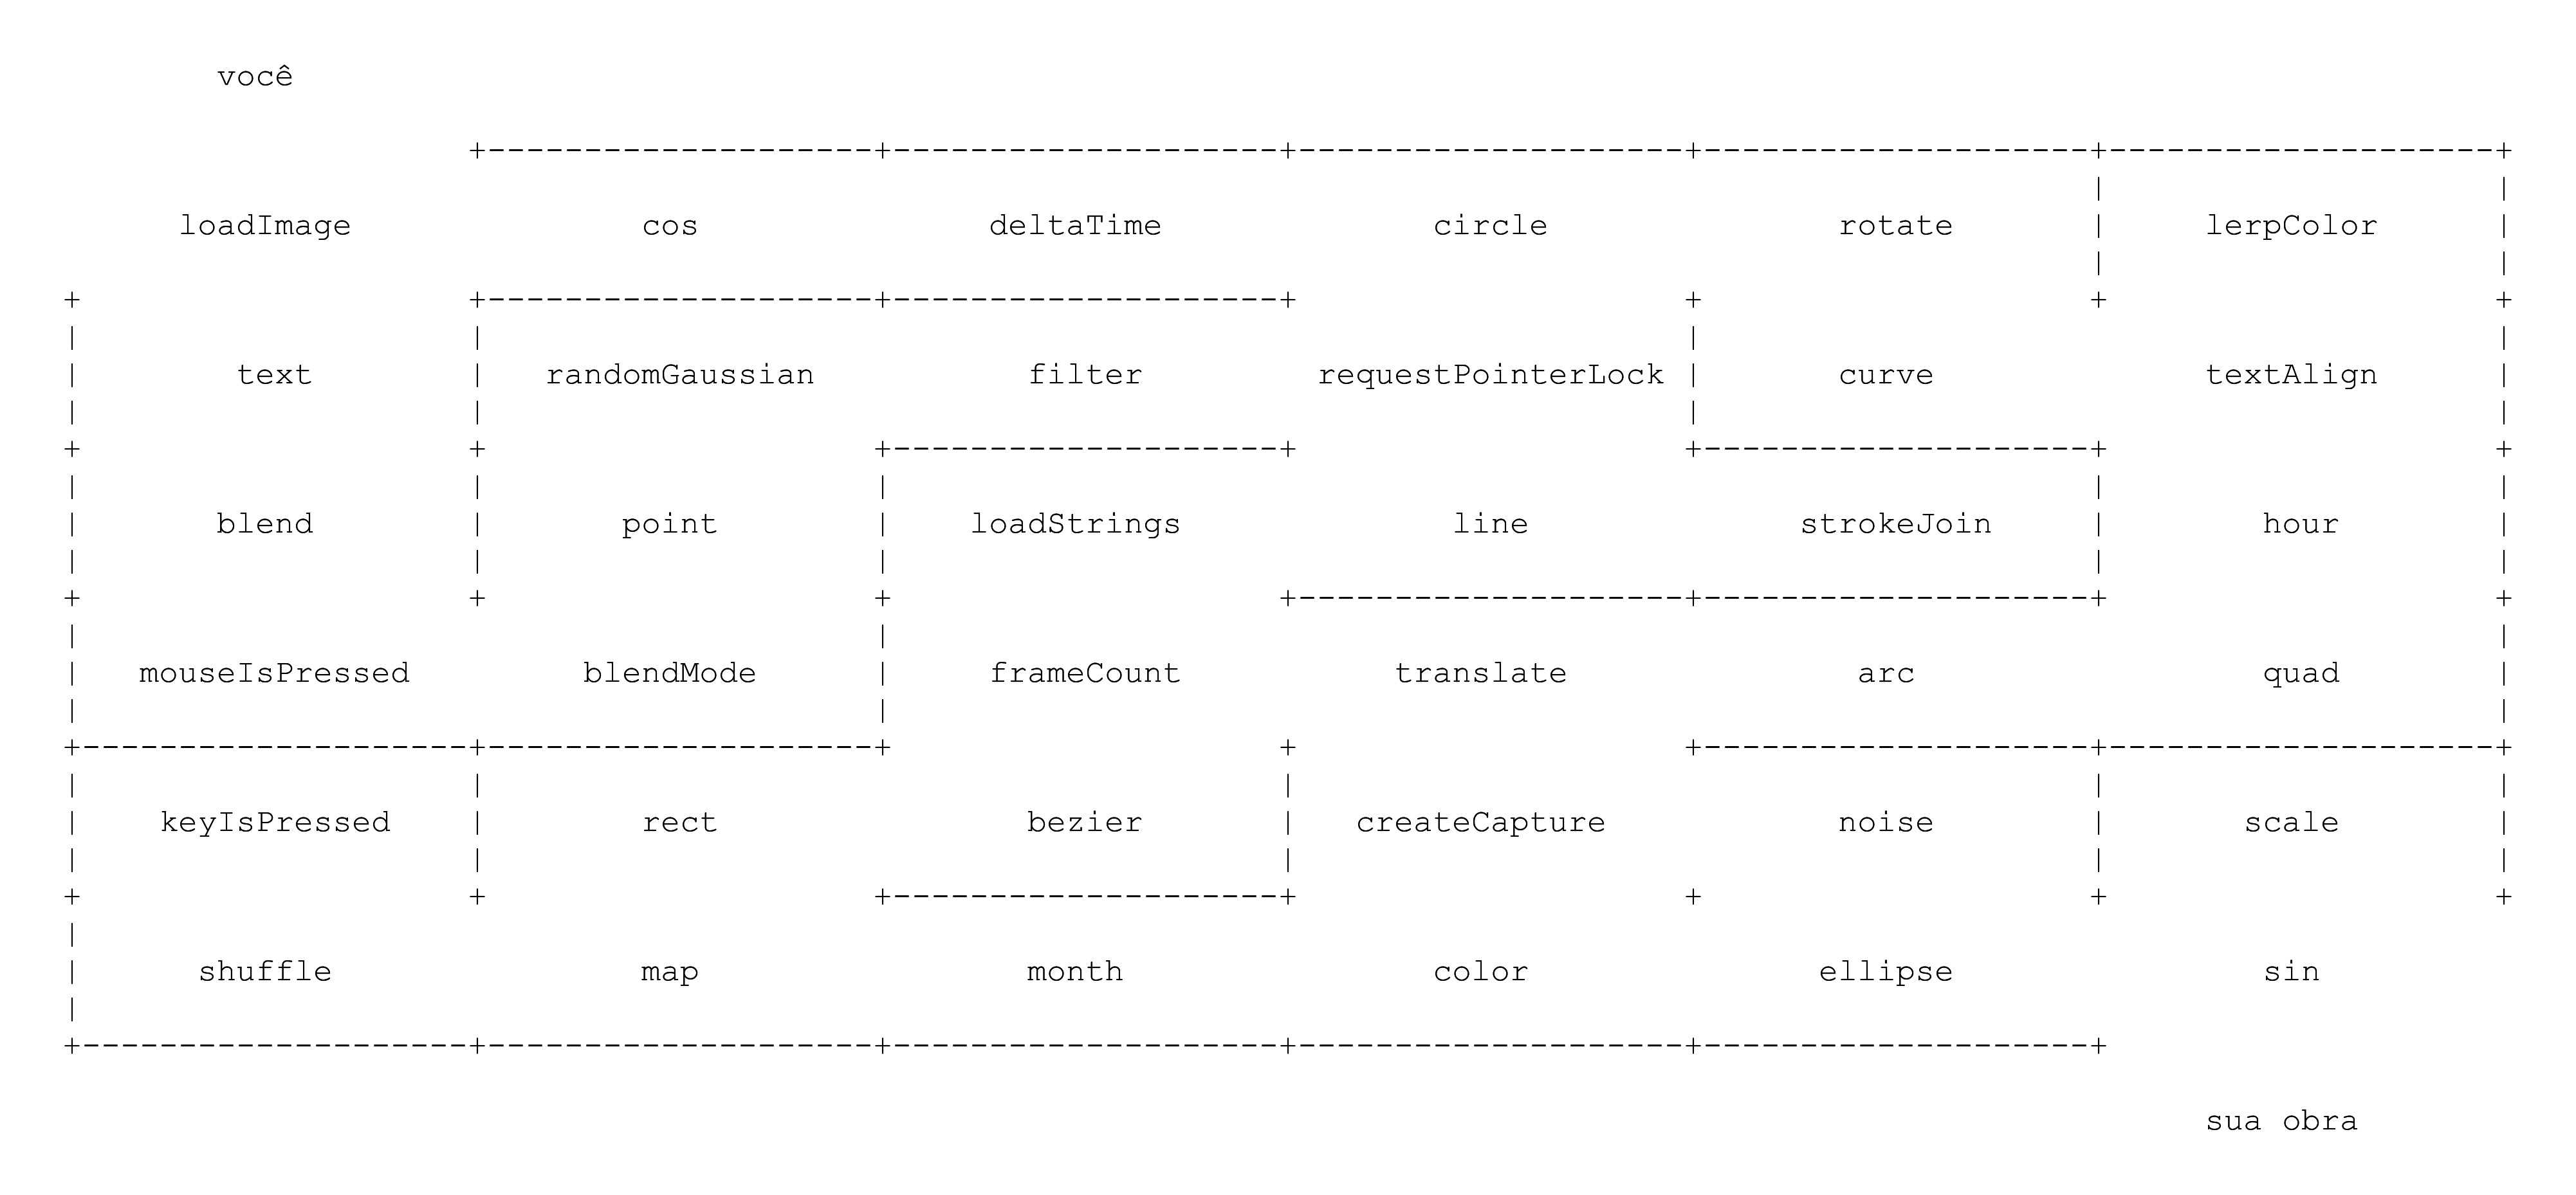 você
loadImage cos deltaTime circle rotate lerpColor
text randomGaussian filter requestPointerLock curve textAlign
blend point loadStrings line strokeJoin hour
mouseIsPressed blendMode frameCount translate arc quad
keyIsPressed rect bezier createCapture noise scale
shuffle map month color ellipse sin
sua obra